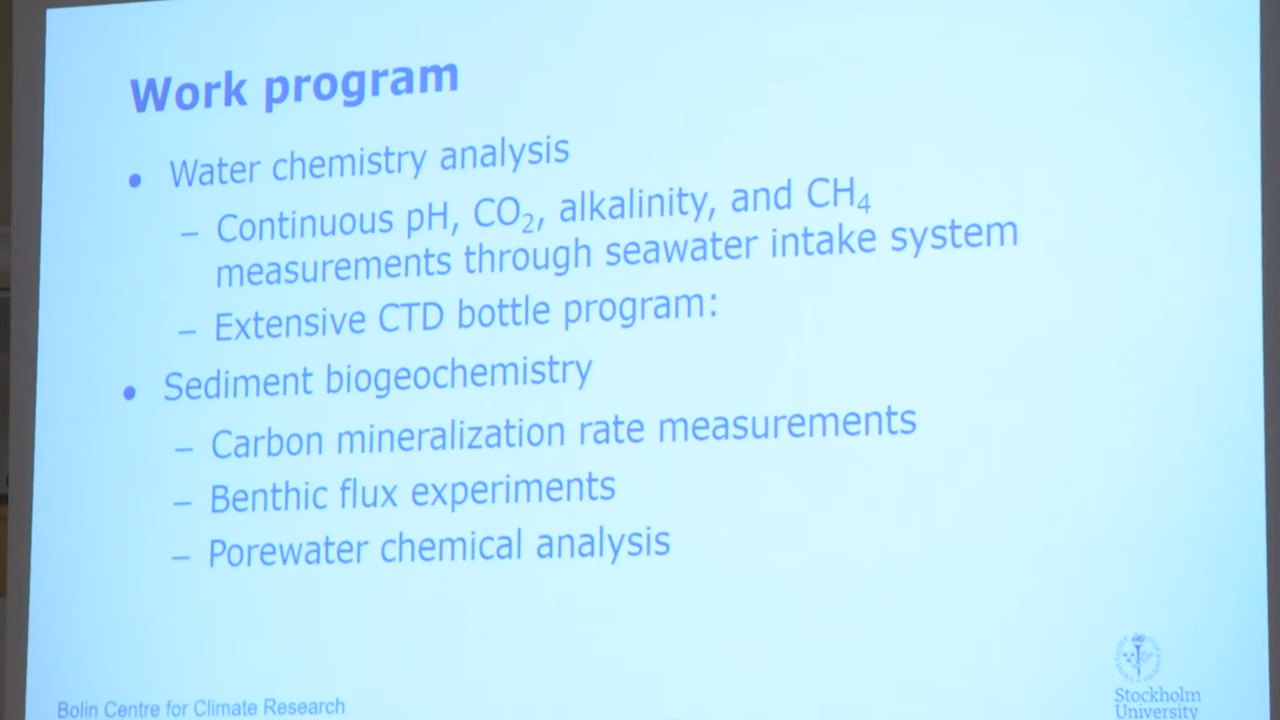 Work program
• Water chemistry analysis
– Continuous pH, CO₂, alkalinity, and CH₄
measurements through seawater intake system
– Extensive CTD bottle program:
• Sediment biogeochemistry
– Carbon mineralization rate measurements
– Benthic flux experiments
– Porewater chemical analysis
Bolin Centre for Climate Research
Stockholm
University